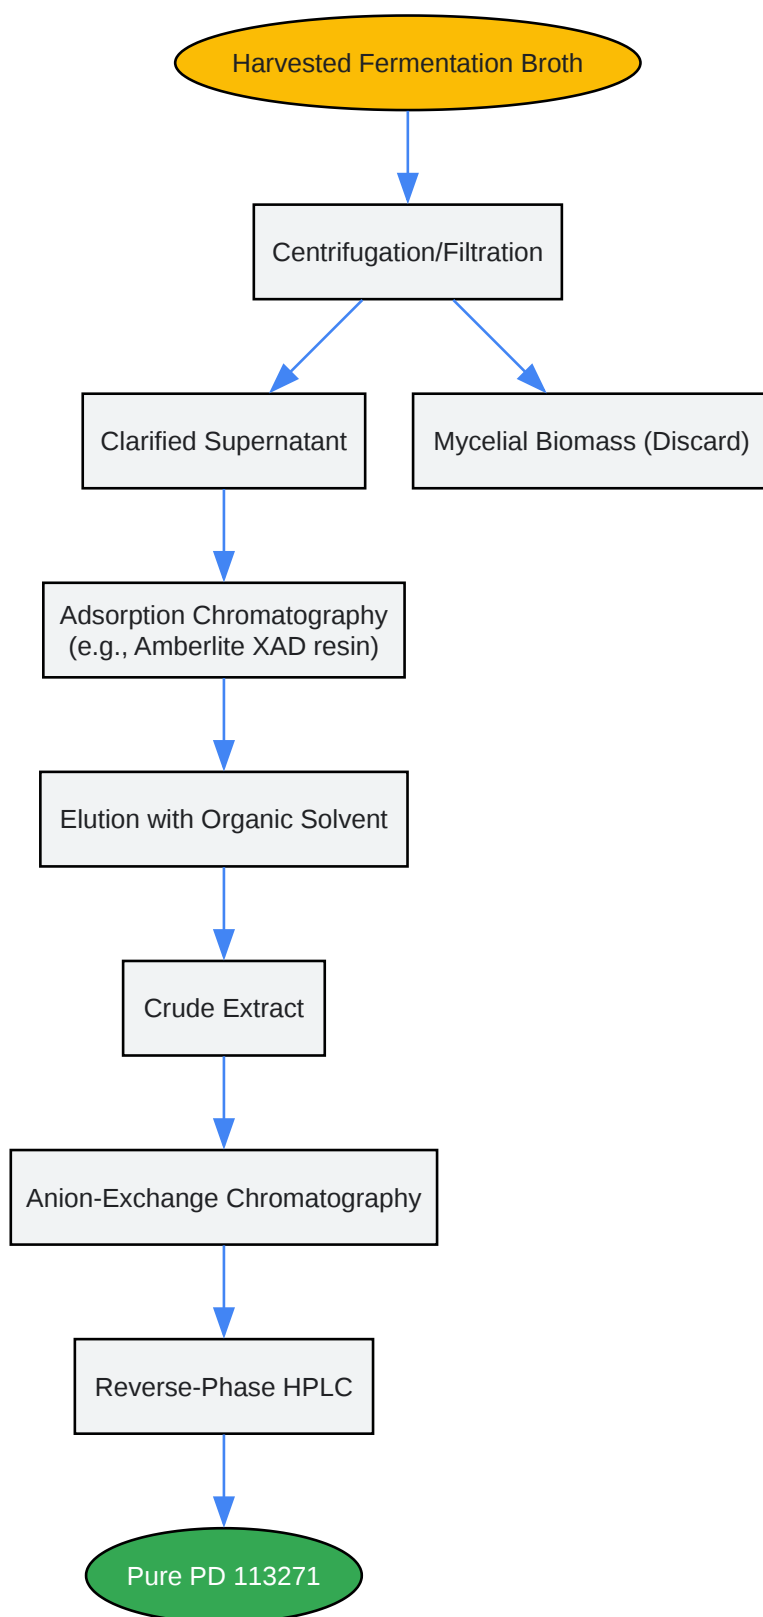 Harvested Fermentation Broth
Centrifugation/Filtration
Clarified Supernatant
Mycelial Biomass (Discard)
Adsorption Chromatography
(e.g., Amberlite XAD resin)
Elution with Organic Solvent
Crude Extract
Anion-Exchange Chromatography
Reverse-Phase HPLC
Pure PD 113271